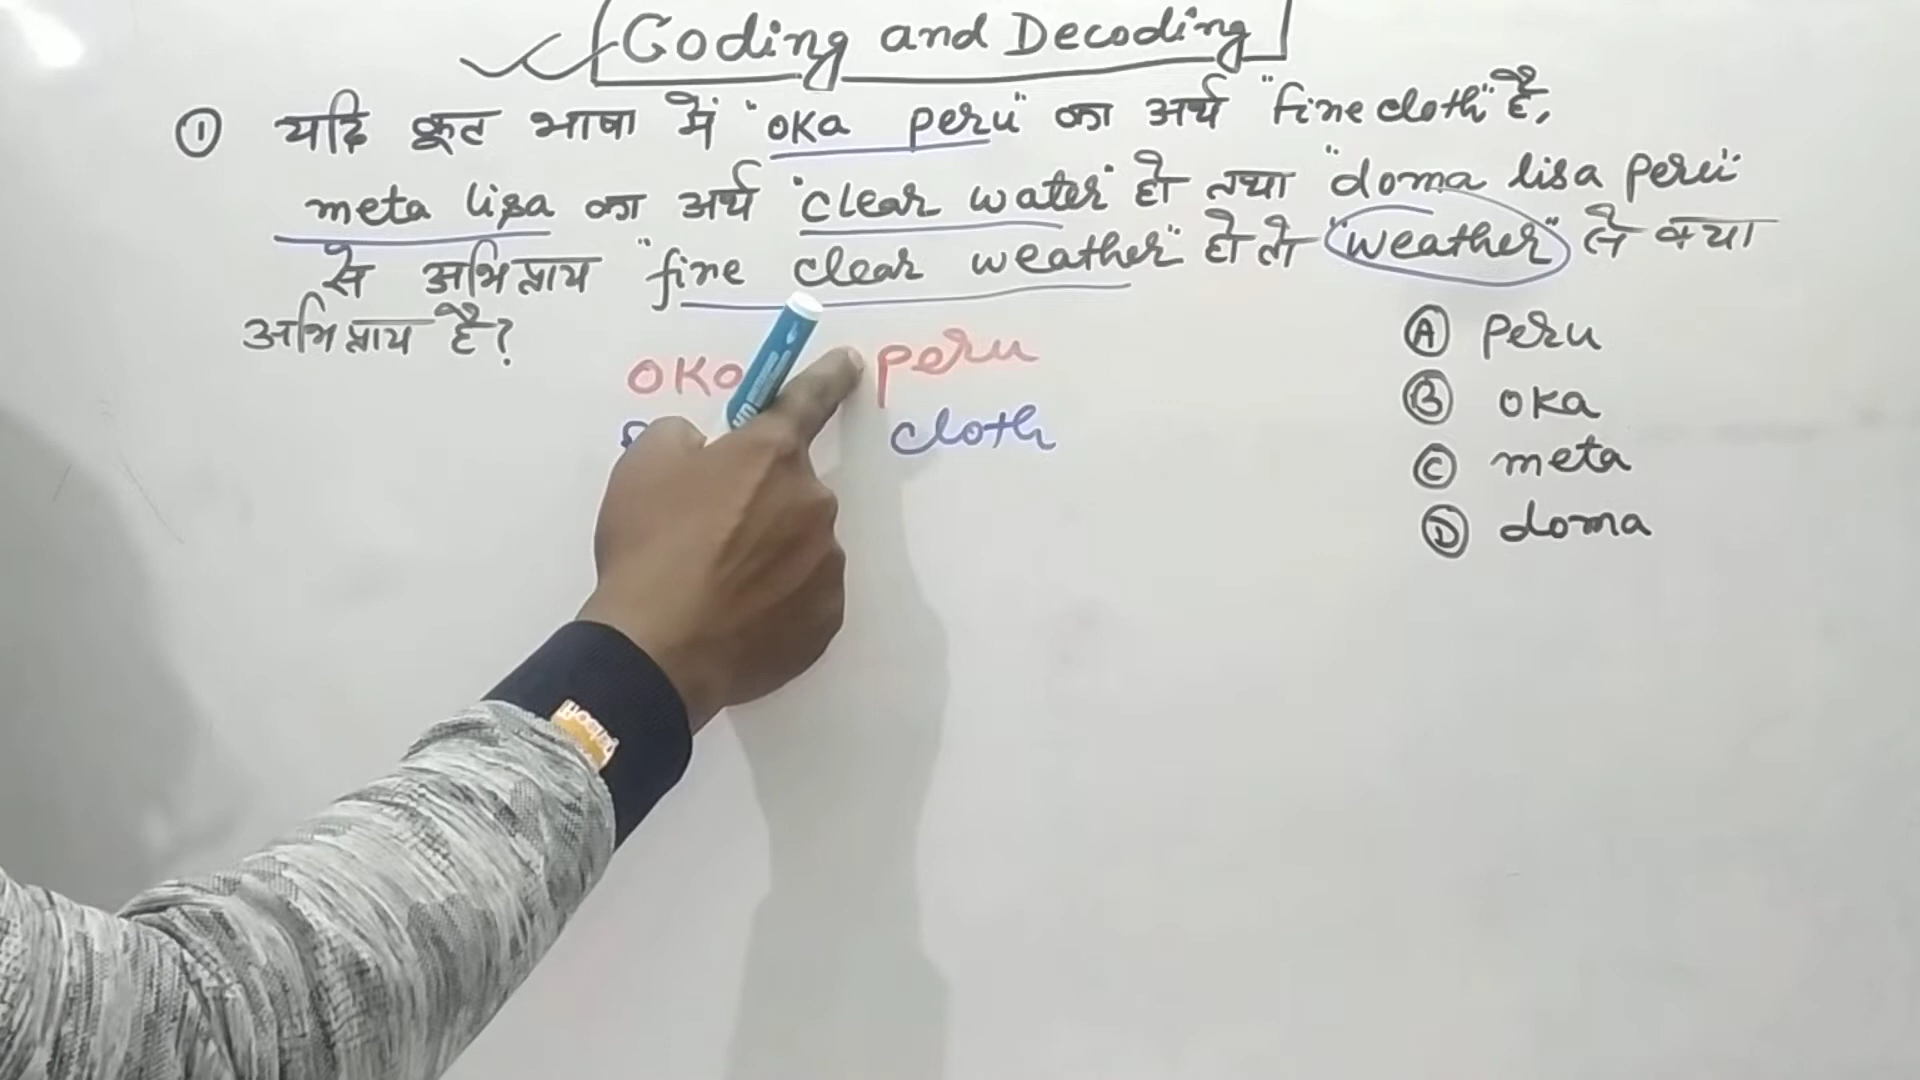 Coding and Decoding
① यदि कूट भाषा में "oka peru" का अर्थ "fine cloth" है,
meta lisa का अर्थ "clear water" हो तथा "doma lisa peru"
से अभिप्राय "fine clear weather" हो तो "weather" से क्या
अभिप्राय है?
oka peru
cloth
Ⓐ peru
Ⓑ oka
Ⓒ meta
Ⓓ doma